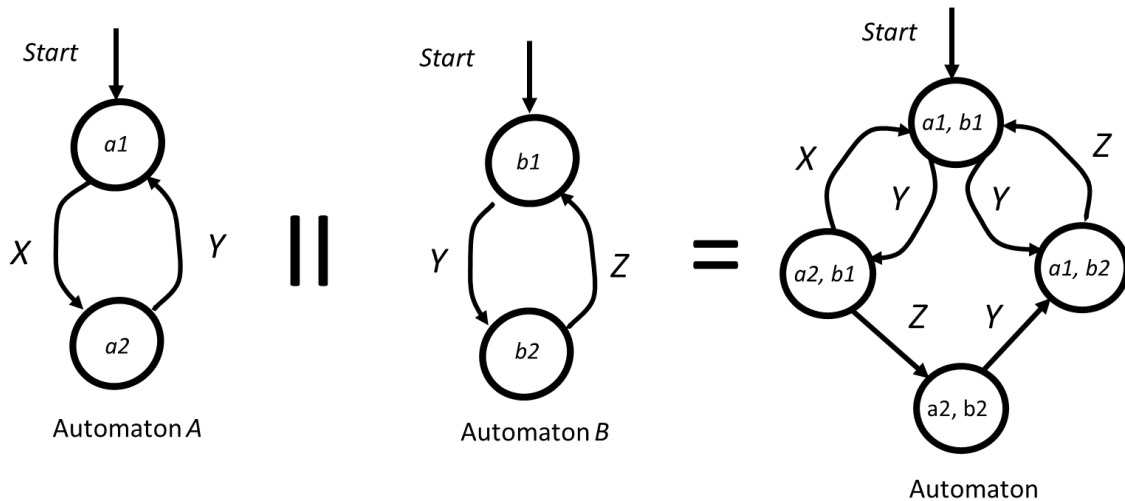 Start
a1
X
Y
a2
Automaton A
||
Start
b1
Y
Z
b2
Automaton B
=
Start
a1, b1
X
Y
Y
Z
a2, b1
a1, b2
Z
Y
a2, b2
Automaton